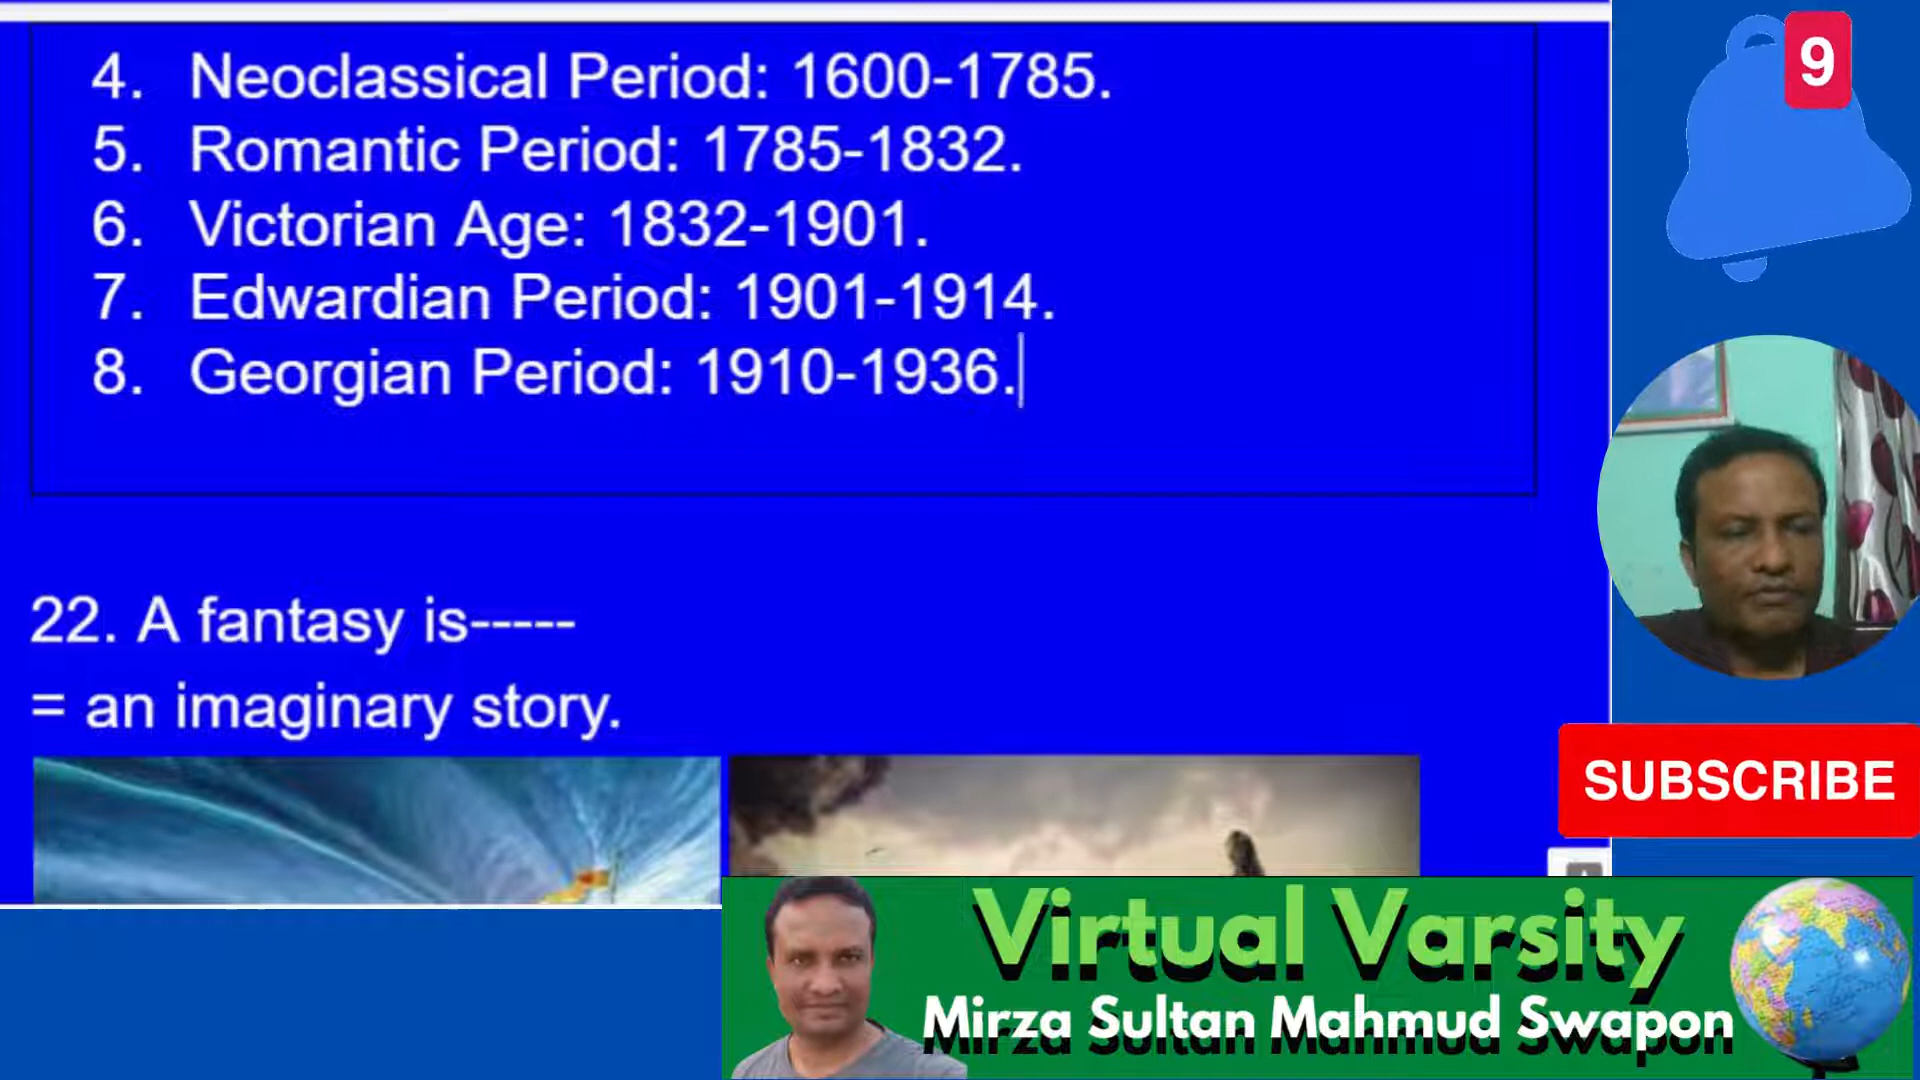 4. Neoclassical Period: 1600-1785.
5. Romantic Period: 1785-1832.
6. Victorian Age: 1832-1901.
7. Edwardian Period: 1901-1914.
8. Georgian Period: 1910-1936.
22. A fantasy is-----
= an imaginary story.
9
SUBSCRIBE
Virtual Varsity
Mirza Sultan Mahmud Swapon